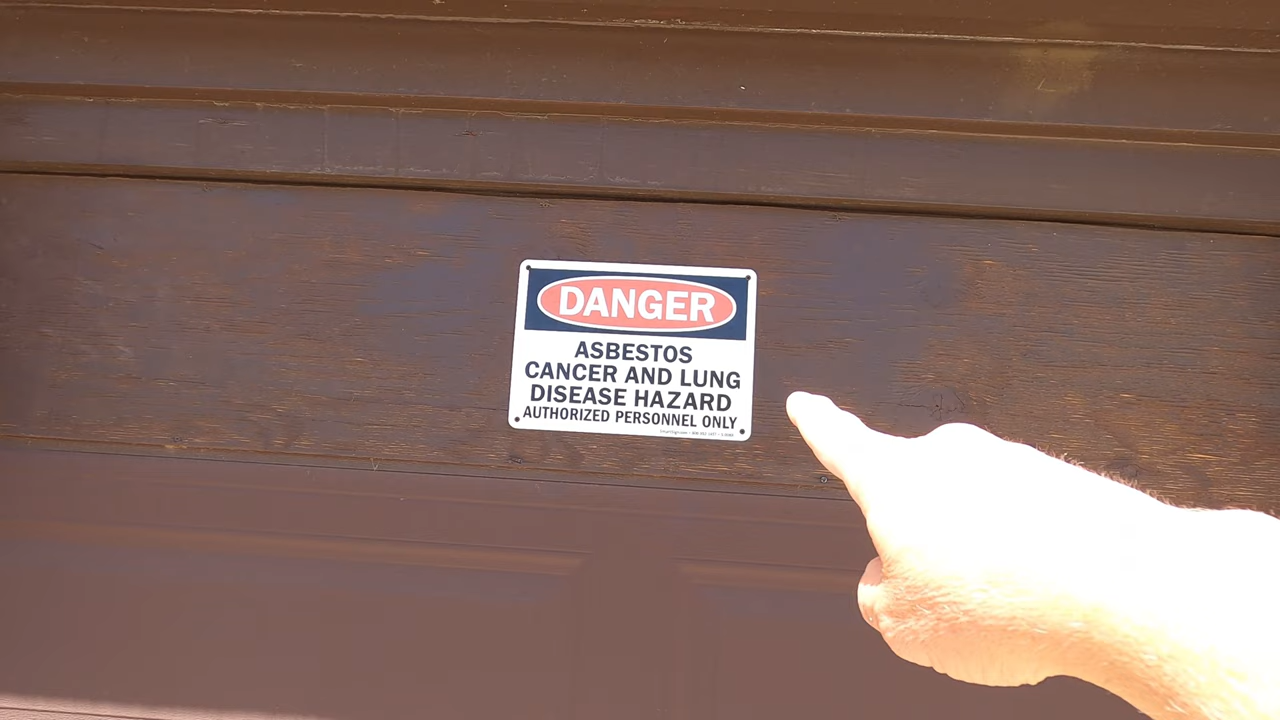 DANGER
ASBESTOS
CANCER AND LUNG
DISEASE HAZARD
AUTHORIZED PERSONNEL ONLY